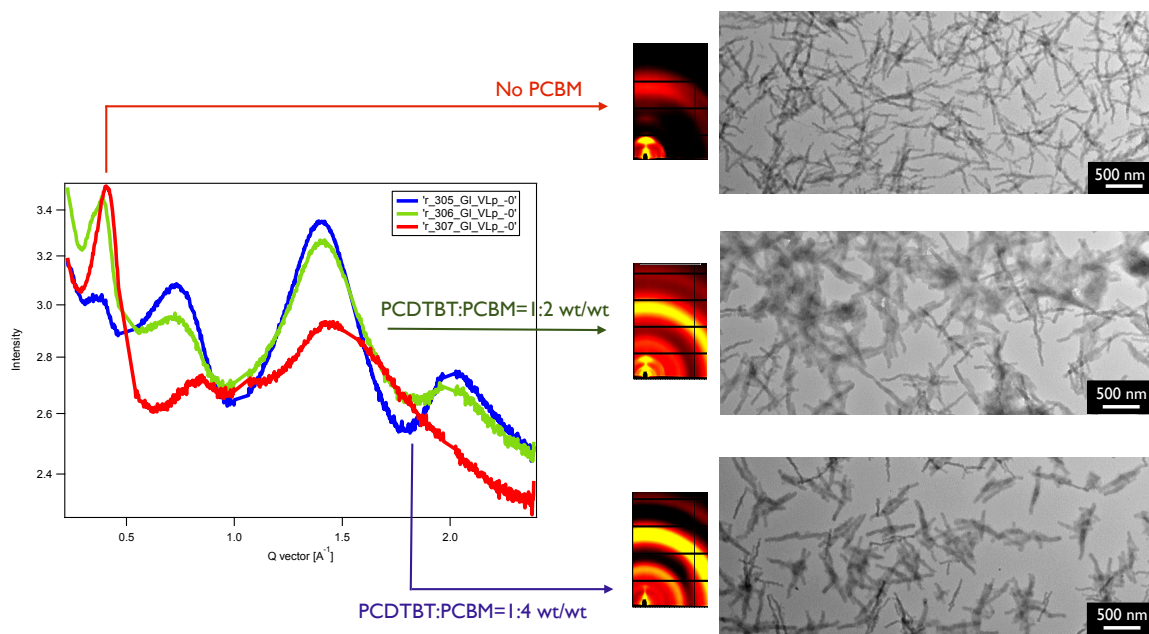 No PCBM
500 nm
3.4
3.2
3.0
2.8
2.6
2.4
Intensity
'r_305_GI_VLp_-0'
'r_306_GI_VLp_-0'
'r_307_GI_VLp_-0'
PCDTBT:PCBM=1:2 wt/wt
500 nm
0.5
1.0
1.5
2.0
Q vector [A⁻¹]
PCDTBT:PCBM=1:4 wt/wt
500 nm